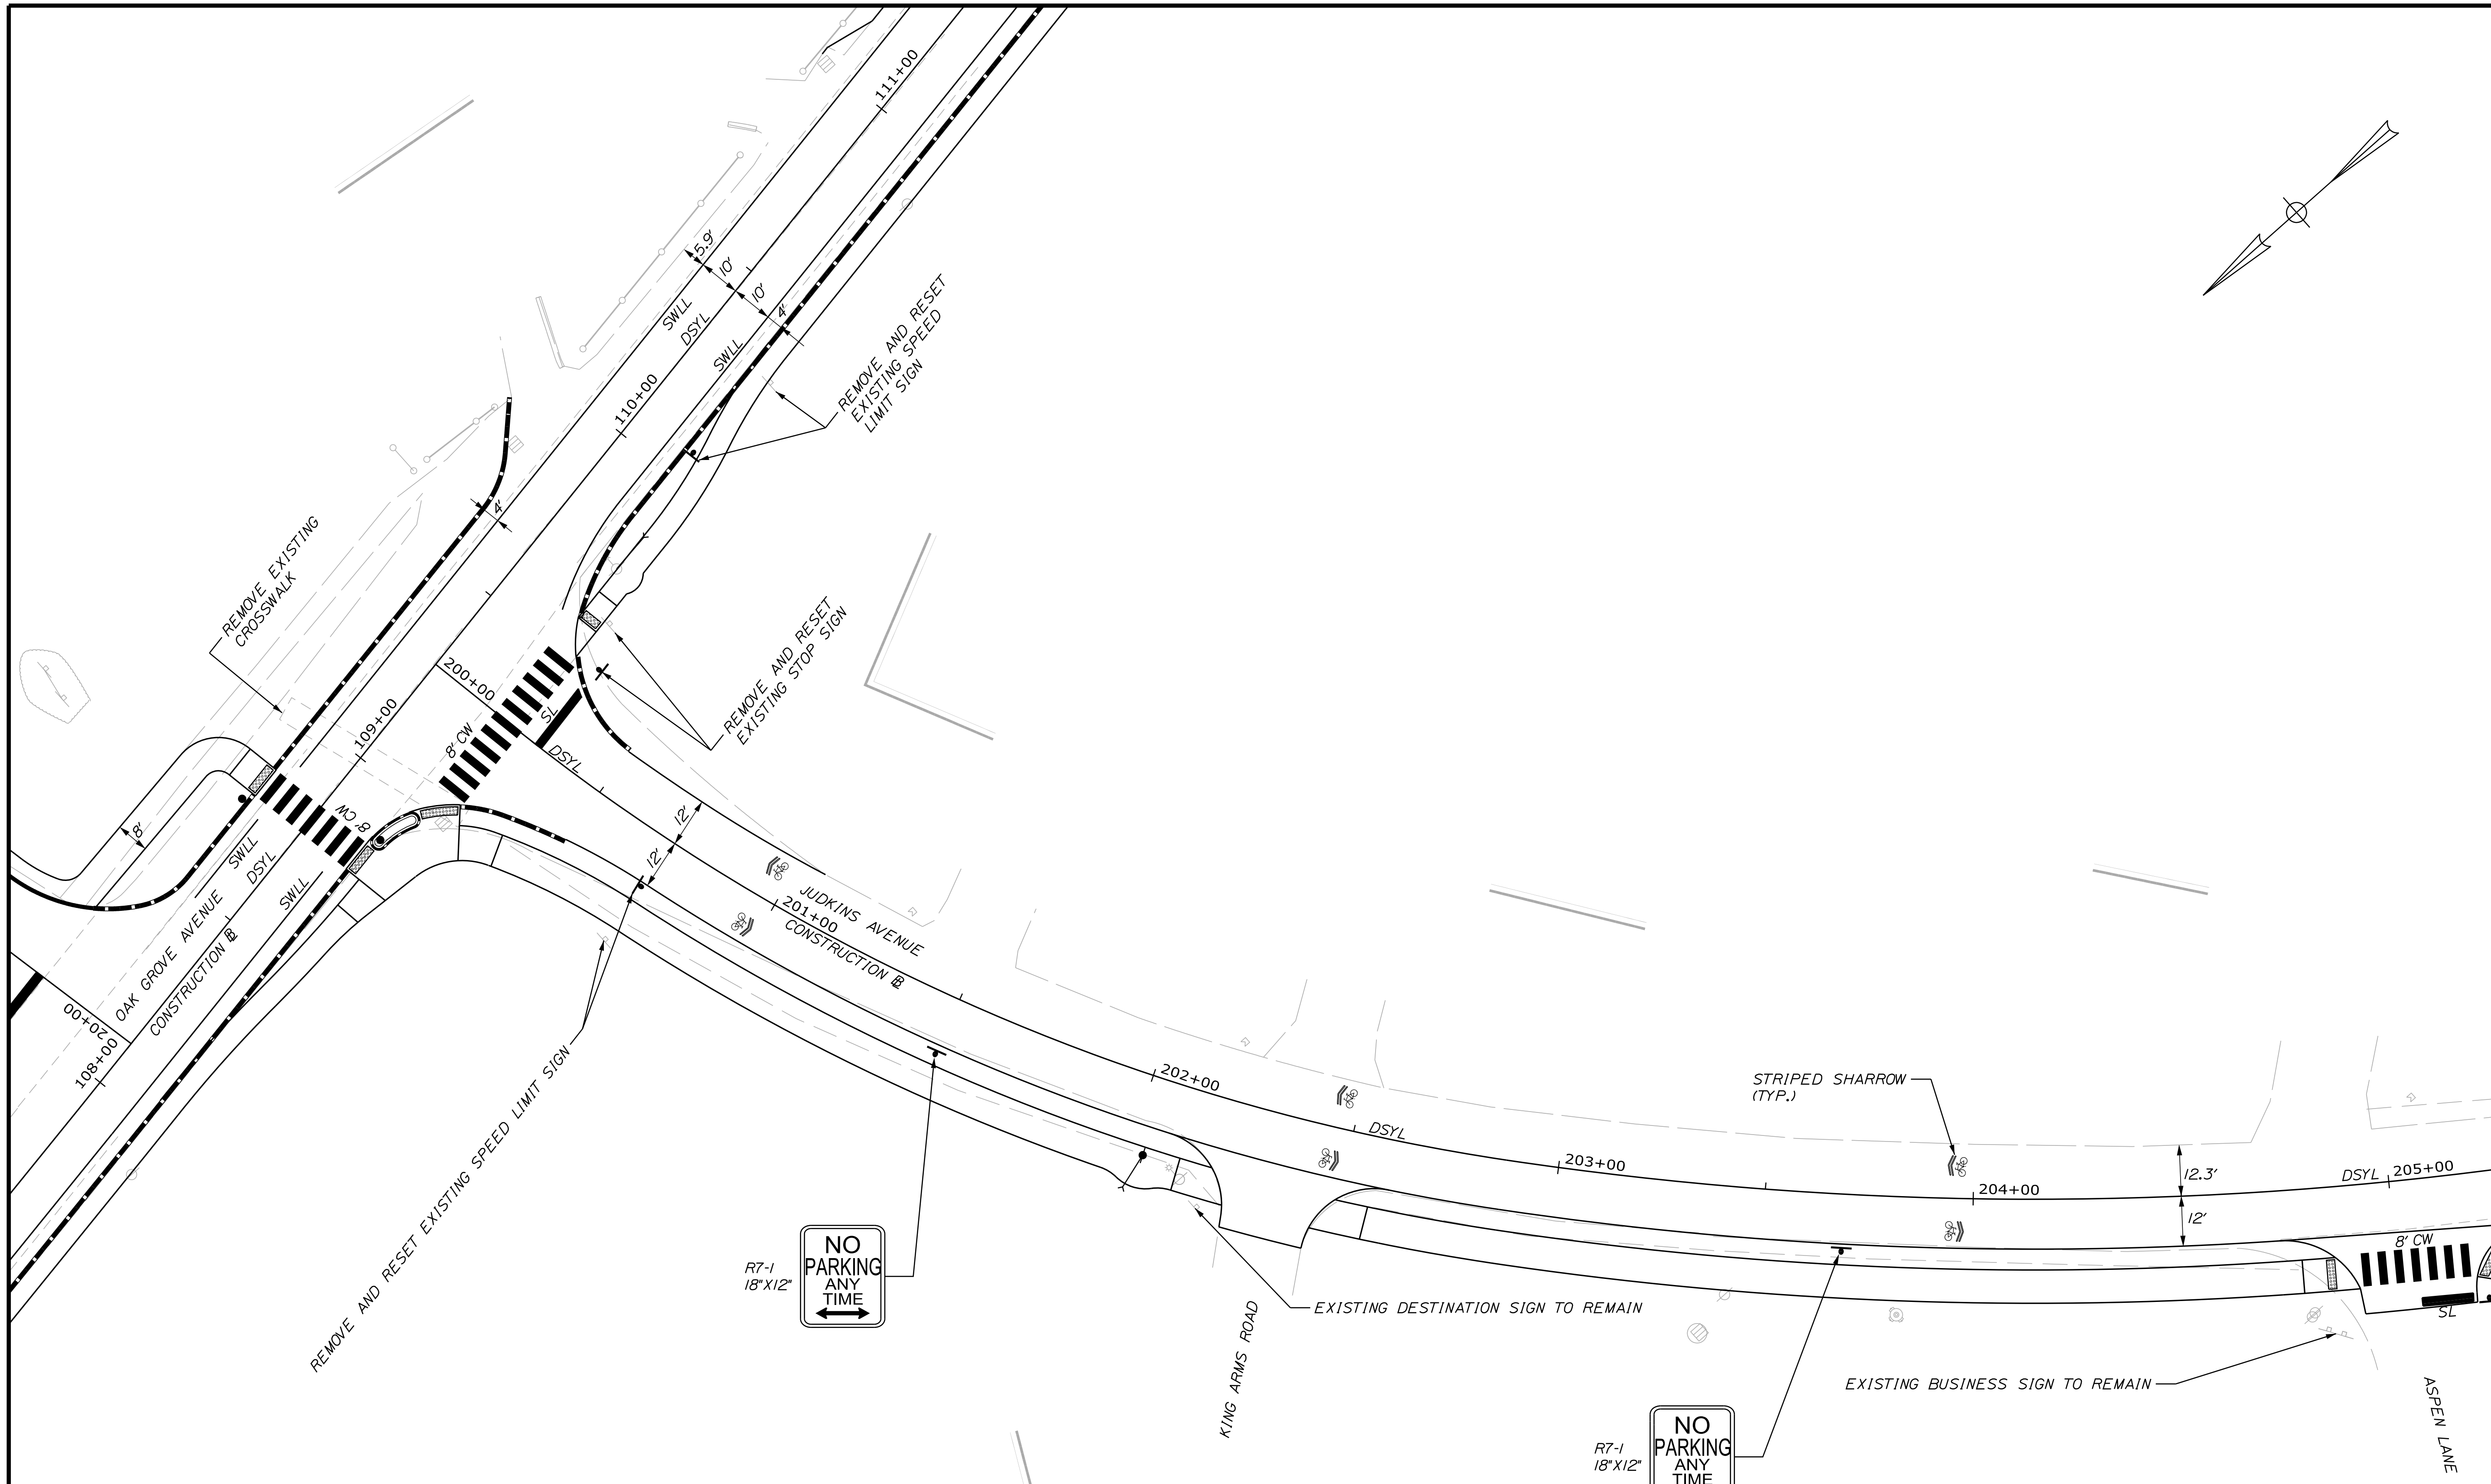 111+00
5.9'
10'
10'
4'
SWLL
DSYL
SWLL
REMOVE AND RESET
EXISTING SPEED
LIMIT SIGN
110+00
4'
REMOVE EXISTING
CROSSWALK
REMOVE AND RESET
EXISTING STOP SIGN
200+00
109+00
8' CW
SL
DSYL
8' CW
8'
SWLL
DSYL
SWLL
OAK GROVE AVENUE
CONSTRUCTION BL
20+00
108+00
12'
12'
JUDKINS AVENUE
201+00
CONSTRUCTION BL
REMOVE AND RESET EXISTING SPEED LIMIT SIGN
202+00
DSYL
203+00
STRIPED SHARROW
(TYP.)
204+00
12.3'
12'
DSYL
205+00
8' CW
SL
R7-1
18"X12"
NO
PARKING
ANY
TIME
EXISTING DESTINATION SIGN TO REMAIN
KING ARMS ROAD
EXISTING BUSINESS SIGN TO REMAIN
ASPEN LANE
R7-1
18"X12"
NO
PARKING
ANY
TIME